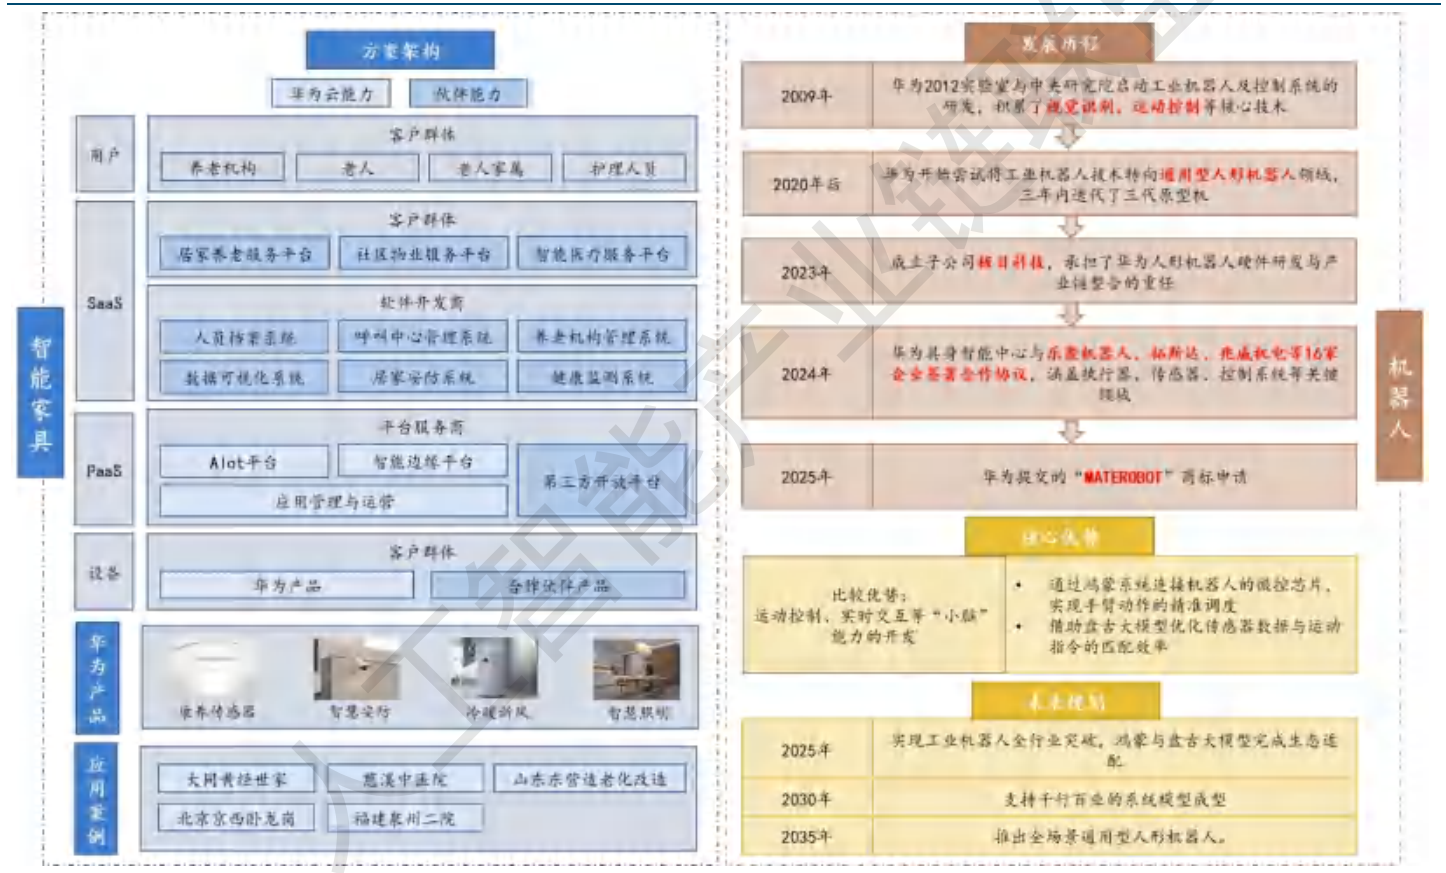 方案架构
华为云能力
伙伴能力
智能家具
用户
客户群体
养老机构
老人
老人家属
护理人员
SaaS
客户群体
居家养老服务平台
社区物业服务平台
智能医疗服务平台
软件开发商
人员档案系统
呼叫中心管理系统
养老机构管理系统
数据可视化系统
居家安防系统
健康监测系统
PaaS
平台服务商
AIot平台
智能边缘平台
第三方开放平台
应用管理与运营
设备
客户群体
华为产品
合作伙伴产品
华为产品
康养传感器
智慧安防
冷暖新风
智慧照明
应用案例
大同黄经世家
慈溪中医院
山东东营适老化改造
北京京西卧龙岗
福建泉州二院
机器人
发展历程
2009年
华为2012实验室与中央研究院启动工业机器人及控制系统的
研发，积累了视觉识别、运动控制等核心技术
2020年后
华为开始尝试将工业机器人技术转向通用型人形机器人领域，
三年内迭代了三代原型机
2023年
成立子公司极目科技，承担了华为人形机器人硬件研发与产
业链整合的重任
2024年
华为具身智能中心与乐聚机器人、拓斯达、兆威机电等16家
企业签署合作协议，涵盖执行器、传感器、控制系统等关键
领域
2025年
华为提交的“MATEROBOT”商标申请
核心优势
比较优势：
运动控制、实时交互等“小脑”
能力的开发
• 通过鸿蒙系统连接机器人的微控芯片，
实现手臂动作的精准调度
• 借助盘古大模型优化传感器数据与运动
指令的匹配效率
未来规划
2025年
实现工业机器人全行业突破，鸿蒙与盘古大模型完成生态适
配
2030年
支持千行百业的系统模型成型
2035年
推出全场景通用型人形机器人。
人工智能产业链联